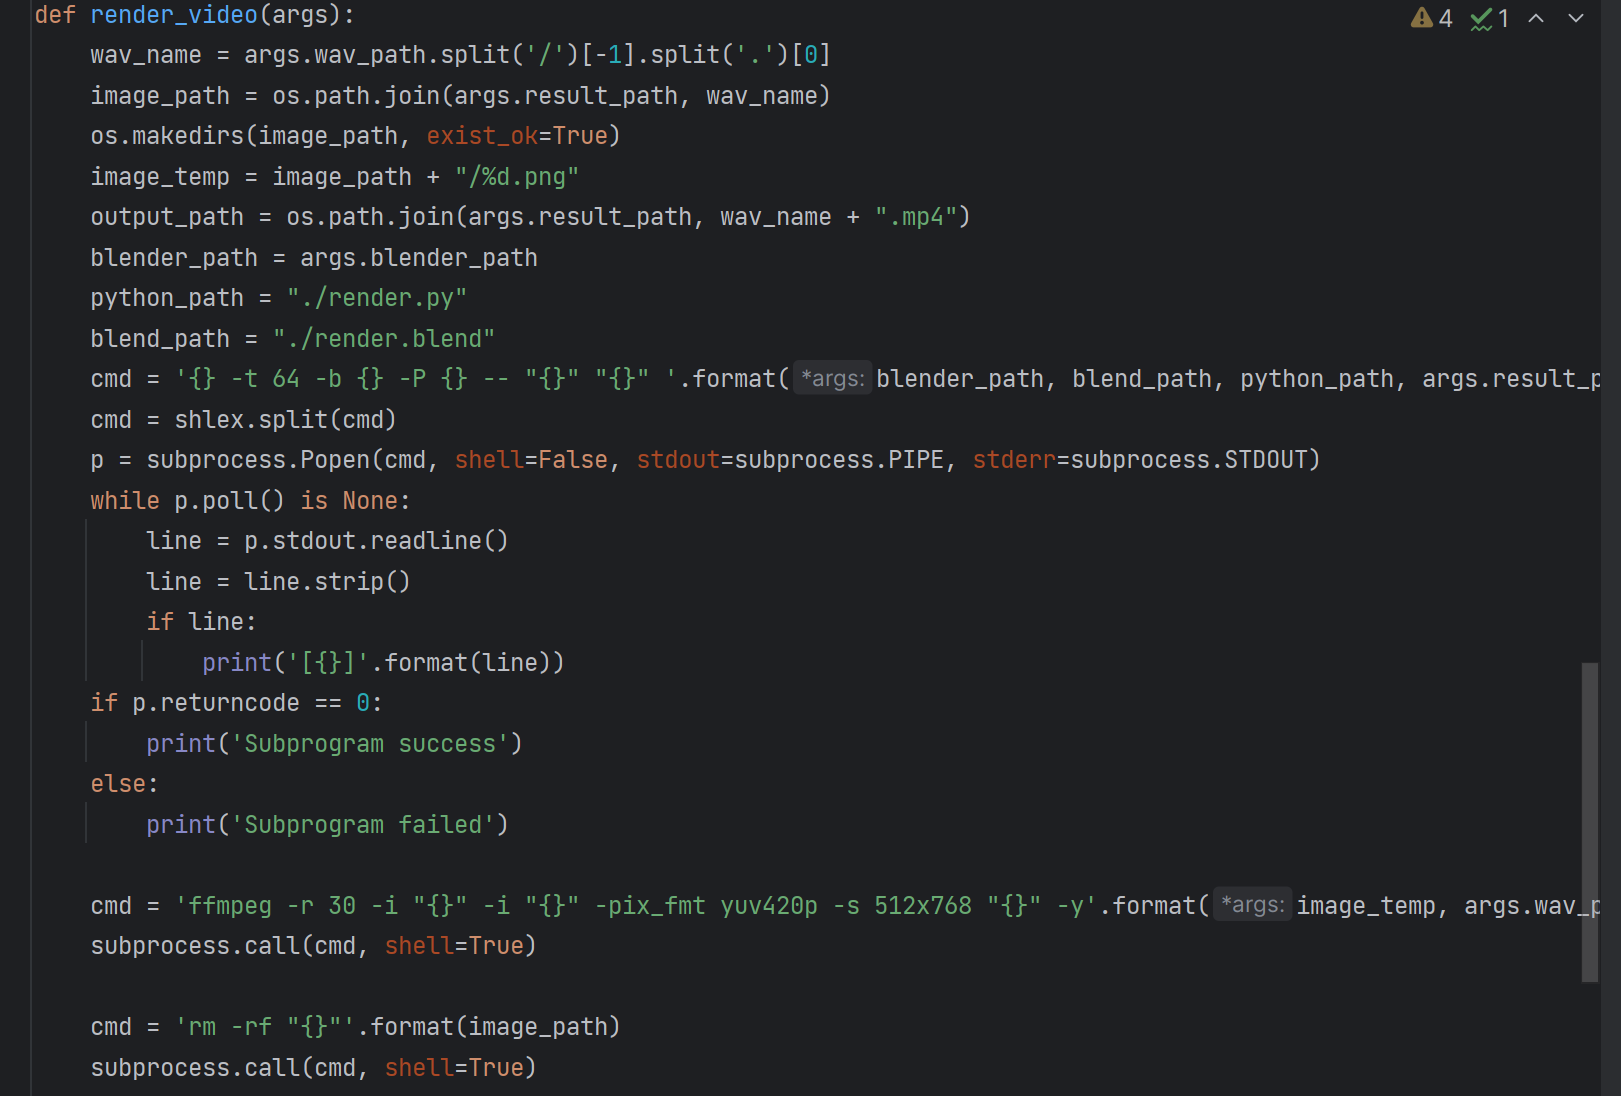 def render_video(args):
4 1
wav_name = args.wav_path.split('/')[-1].split('.')[0]
image_path = os.path.join(args.result_path, wav_name)
os.makedirs(image_path, exist_ok=True)
image_temp = image_path + "/%d.png"
output_path = os.path.join(args.result_path, wav_name + ".mp4")
blender_path = args.blender_path
python_path = "./render.py"
blend_path = "./render.blend"
cmd = '{} -t 64 -b {} -P {} -- "{}" "{}" '.format( *args: blender_path, blend_path, python_path, args.result_p
cmd = shlex.split(cmd)
p = subprocess.Popen(cmd, shell=False, stdout=subprocess.PIPE, stderr=subprocess.STDOUT)
while p.poll() is None:
line = p.stdout.readline()
line = line.strip()
if line:
print('[{}]'.format(line))
if p.returncode == 0:
print('Subprogram success')
else:
print('Subprogram failed')
cmd = 'ffmpeg -r 30 -i "{}" -i "{}" -pix_fmt yuv420p -s 512x768 "{}" -y'.format( *args: image_temp, args.wav_p
subprocess.call(cmd, shell=True)
cmd = 'rm -rf "{}"'.format(image_path)
subprocess.call(cmd, shell=True)